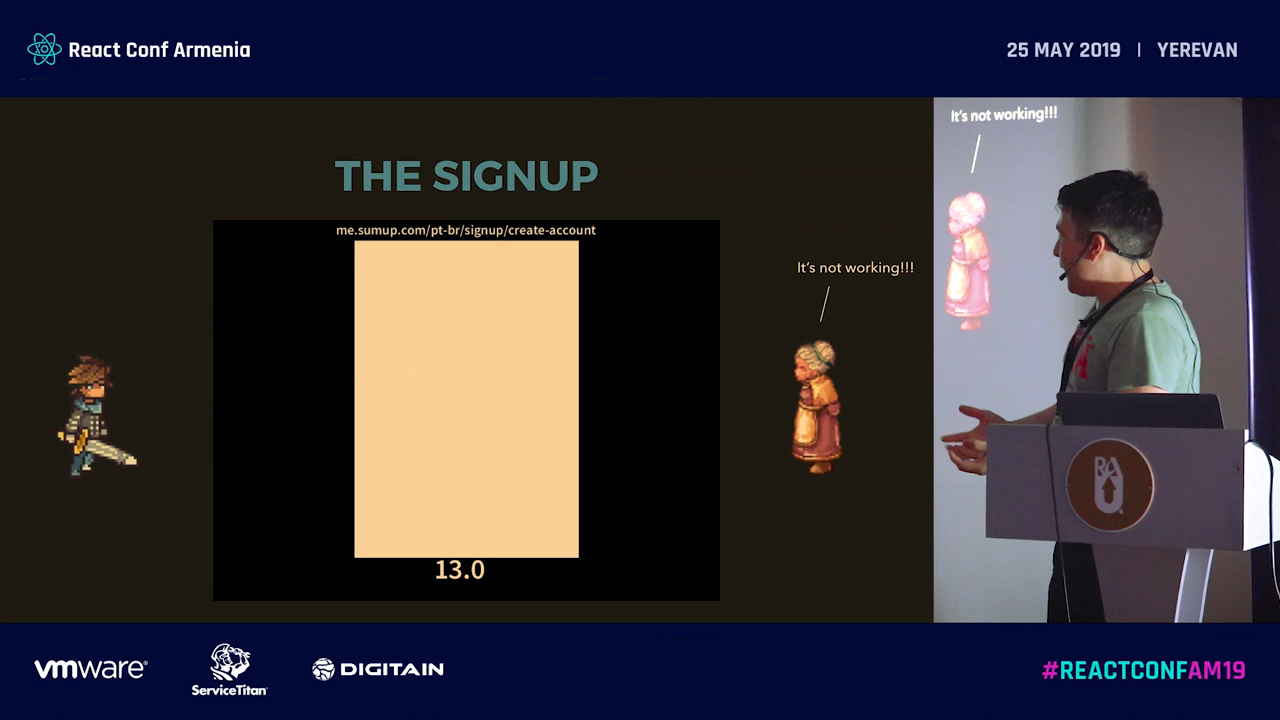 React Conf Armenia
25 MAY 2019 | YEREVAN
THE SIGNUP
me.sumup.com/pt-br/signup/create-account
It's not working!!!
13.0
It's not working!!!
vmware®
ServiceTitan
DIGITAIN
#REACTCONFAM19